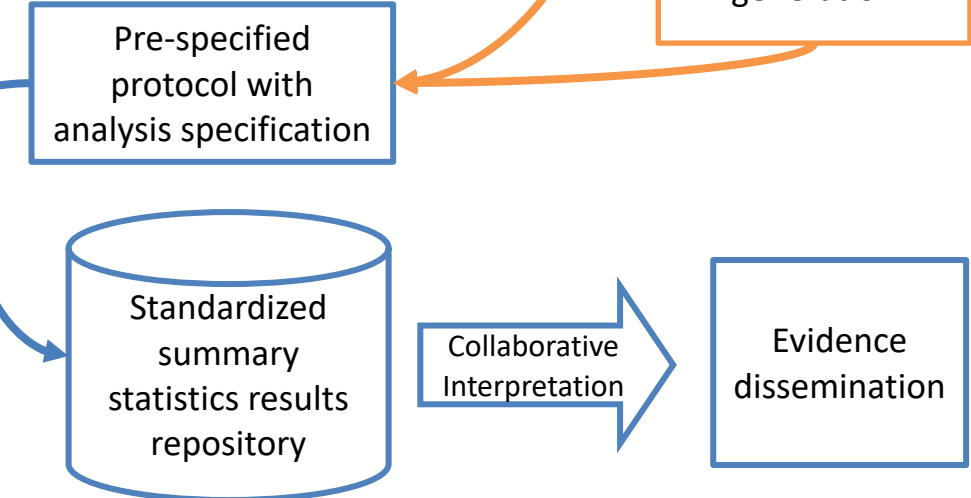 Pre-specified
protocol with
analysis specification
Standardized
summary
statistics results
repository
Collaborative
Interpretation
Evidence
dissemination